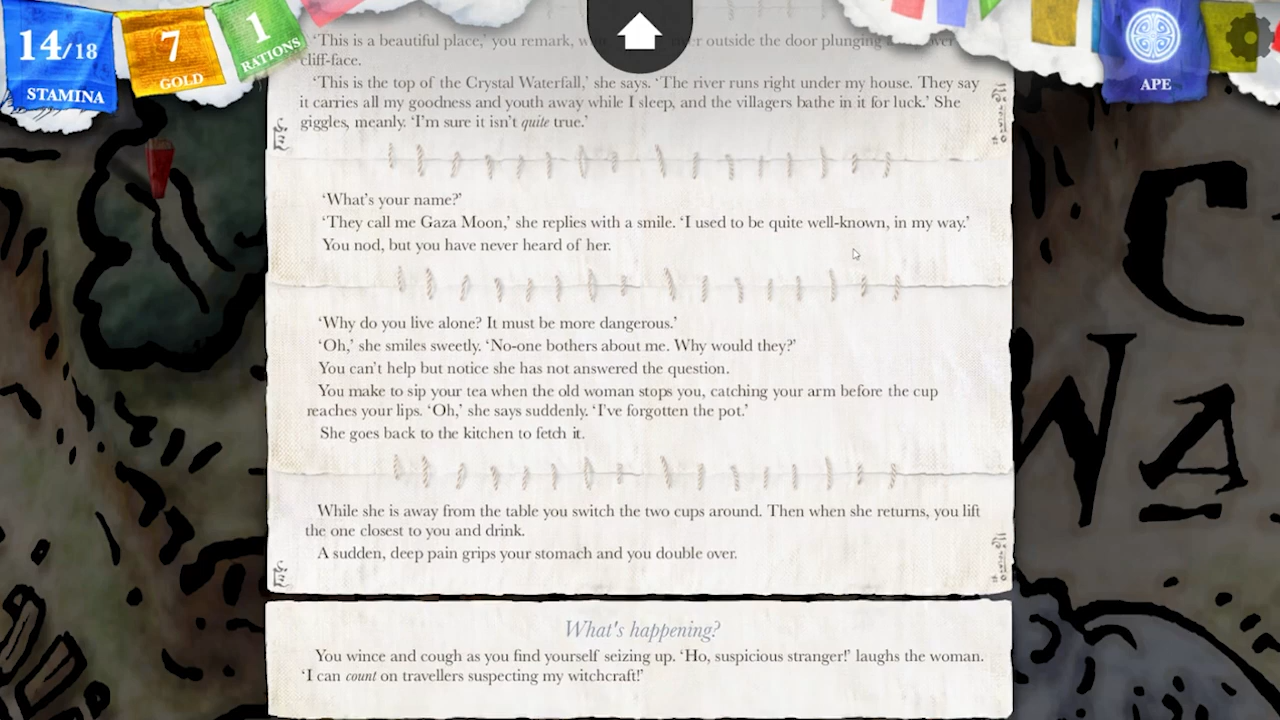 14/18
STAMINA
7
GOLD
1
RATIONS
APE
'This is a beautiful place,' you remark, outside the door plunging
cliff-face.
'This is the top of the Crystal Waterfall,' she says. 'The river runs right under my house. They say
it carries all my goodness and youth away while I sleep, and the villagers bathe in it for luck.' She
giggles, meanly. 'I'm sure it isn't quite true.'
'What's your name?'
'They call me Gaza Moon,' she replies with a smile. 'I used to be quite well-known, in my way.'
You nod, but you have never heard of her.
'Why do you live alone? It must be more dangerous.'
'Oh,' she smiles sweetly. 'No-one bothers about me. Why would they?'
You can't help but notice she has not answered the question.
You make to sip your tea when the old woman stops you, catching your arm before the cup
reaches your lips. 'Oh,' she says suddenly. 'I've forgotten the pot.'
She goes back to the kitchen to fetch it.
While she is away from the table you switch the two cups around. Then when she returns, you lift
the one closest to you and drink.
A sudden, deep pain grips your stomach and you double over.
What's happening?
You wince and cough as you find yourself seizing up. 'Ho, suspicious stranger!' laughs the woman.
'I can count on travellers suspecting my witchcraft!'
C
Wa